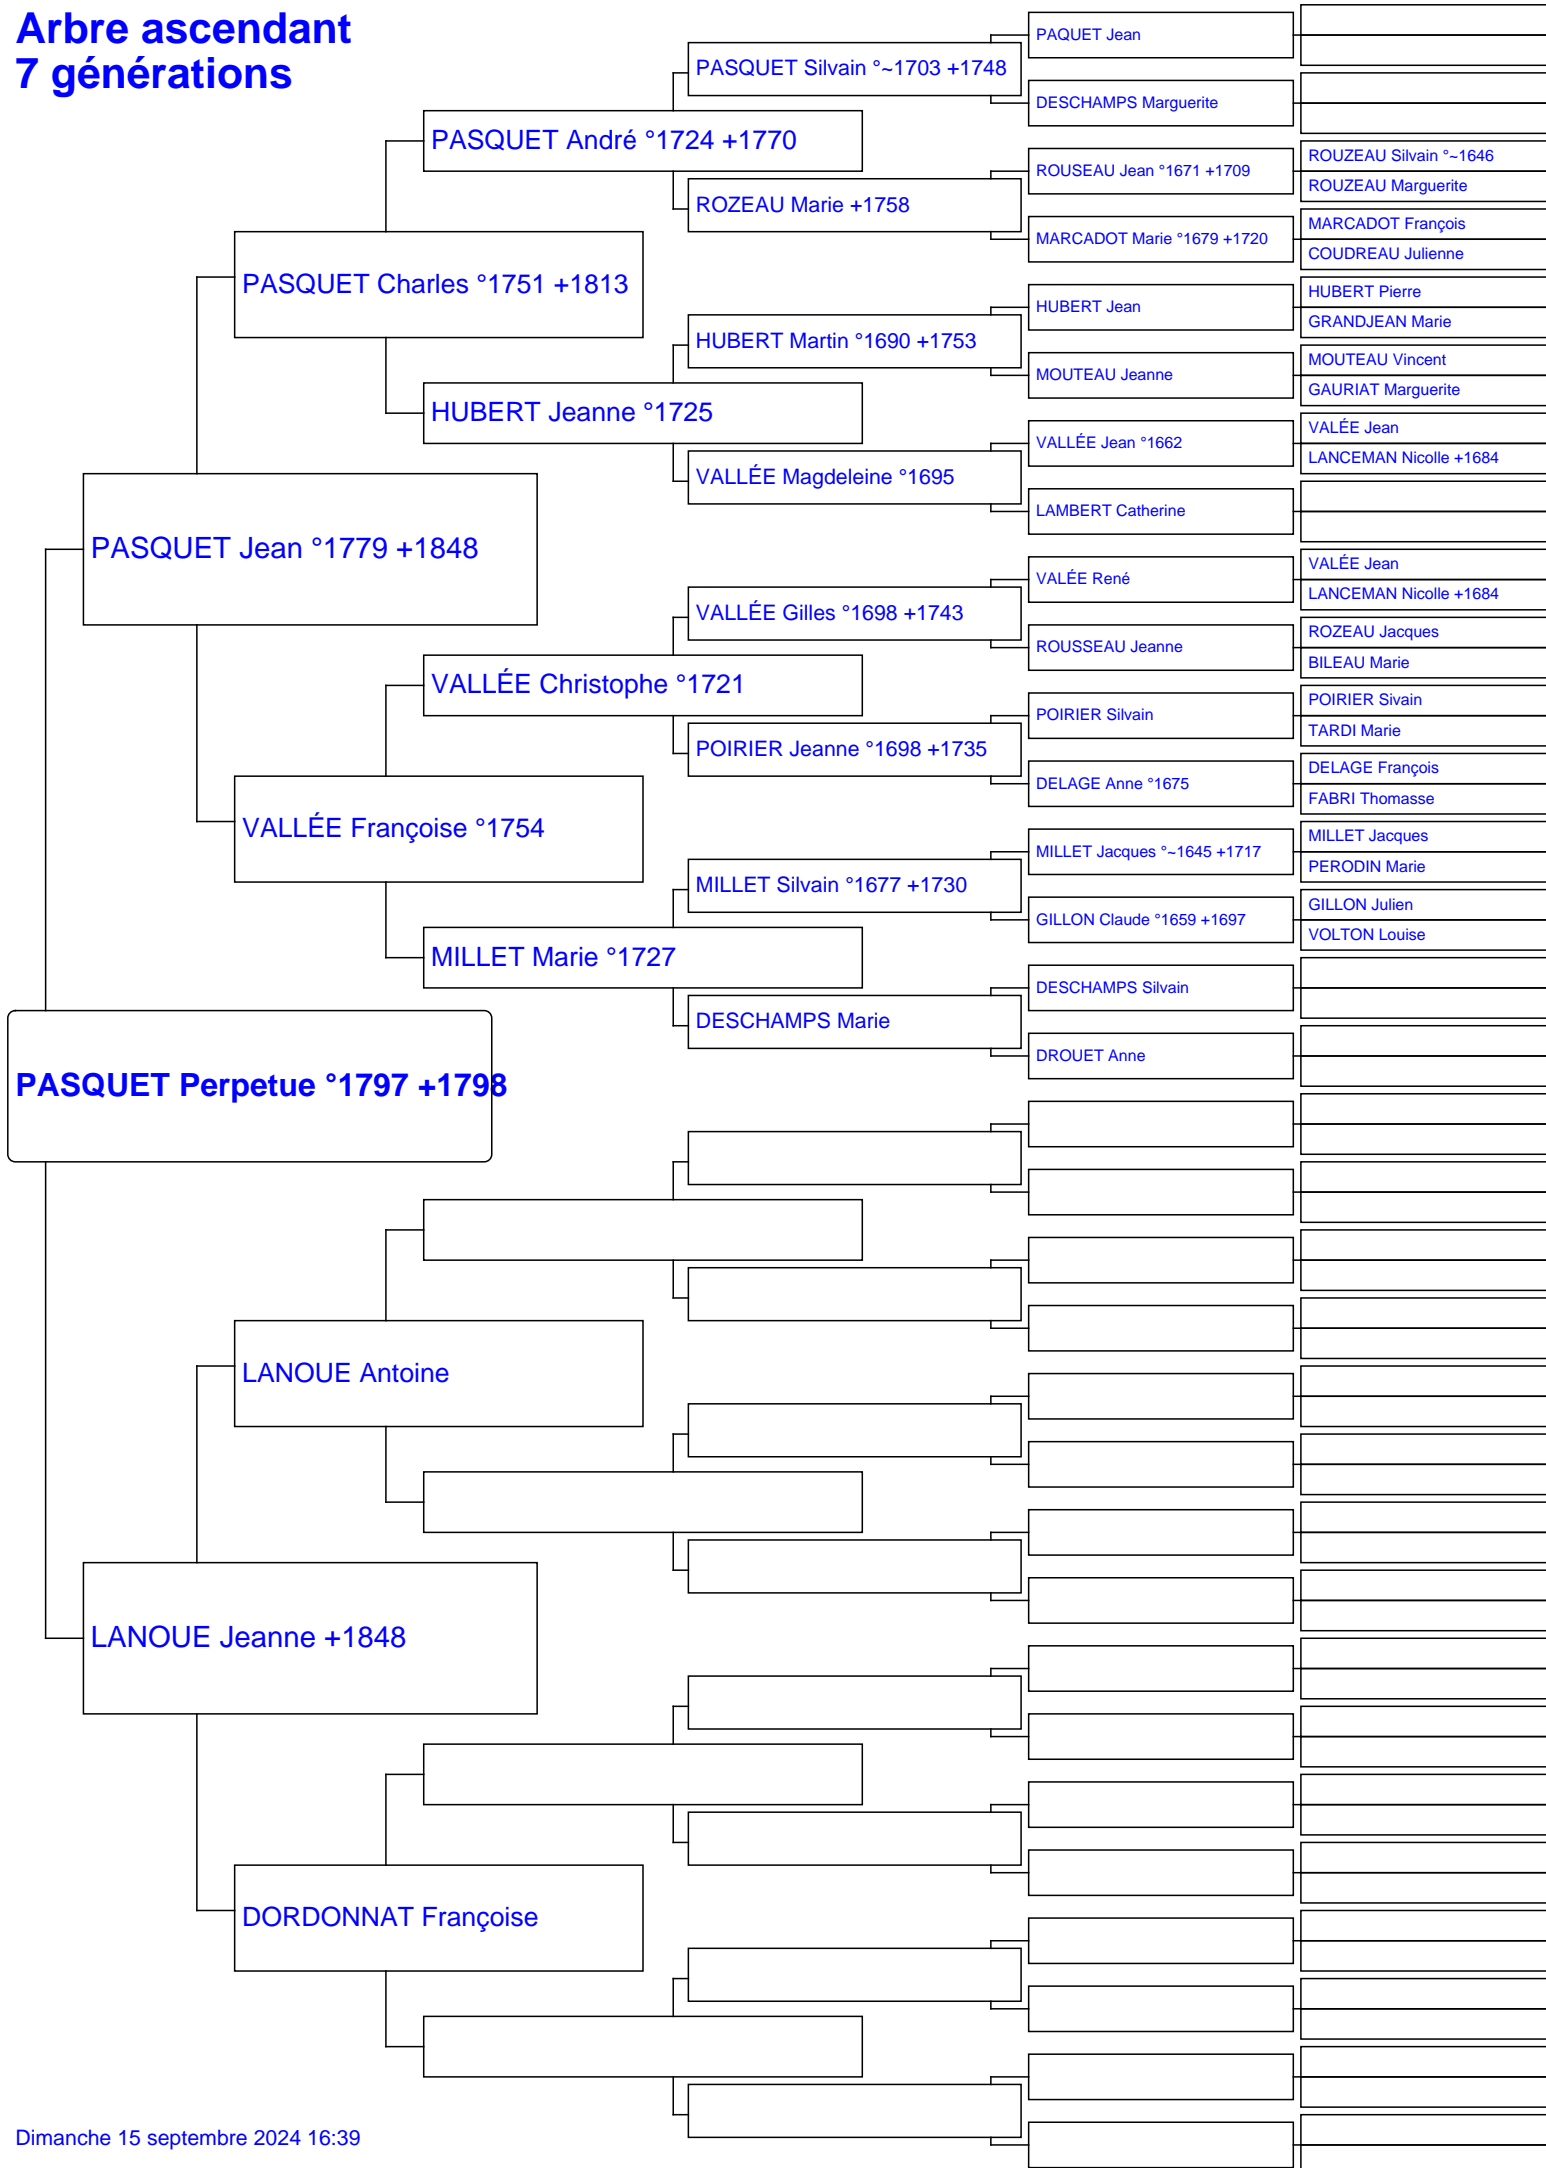 Arbre ascendant
7 générations
PASQUET Perpetue °1797 +1798
PASQUET Jean °1779 +1848
LANOUE Jeanne +1848
PASQUET Charles °1751 +1813
VALLÉE Françoise °1754
LANOUE Antoine
DORDONNAT Françoise
PASQUET André °1724 +1770
HUBERT Jeanne °1725
VALLÉE Christophe °1721
MILLET Marie °1727
PASQUET Silvain °~1703 +1748
ROZEAU Marie +1758
HUBERT Martin °1690 +1753
VALLÉE Magdeleine °1695
VALLÉE Gilles °1698 +1743
POIRIER Jeanne °1698 +1735
MILLET Silvain °1677 +1730
DESCHAMPS Marie
PAQUET Jean
DESCHAMPS Marguerite
ROUSEAU Jean °1671 +1709
MARCADOT Marie °1679 +1720
HUBERT Jean
MOUTEAU Jeanne
VALLÉE Jean °1662
LAMBERT Catherine
VALÉE René
ROUSSEAU Jeanne
POIRIER Silvain
DELAGE Anne °1675
MILLET Jacques °~1645 +1717
GILLON Claude °1659 +1697
DESCHAMPS Silvain
DROUET Anne
ROUZEAU Silvain °~1646
ROUZEAU Marguerite
MARCADOT François
COUDREAU Julienne
HUBERT Pierre
GRANDJEAN Marie
MOUTEAU Vincent
GAURIAT Marguerite
VALÉE Jean
LANCEMAN Nicolle +1684
VALÉE Jean
LANCEMAN Nicolle +1684
ROZEAU Jacques
BILEAU Marie
POIRIER Sivain
TARDI Marie
DELAGE François
FABRI Thomasse
MILLET Jacques
PERODIN Marie
GILLON Julien
VOLTON Louise
Dimanche 15 septembre 2024 16:39